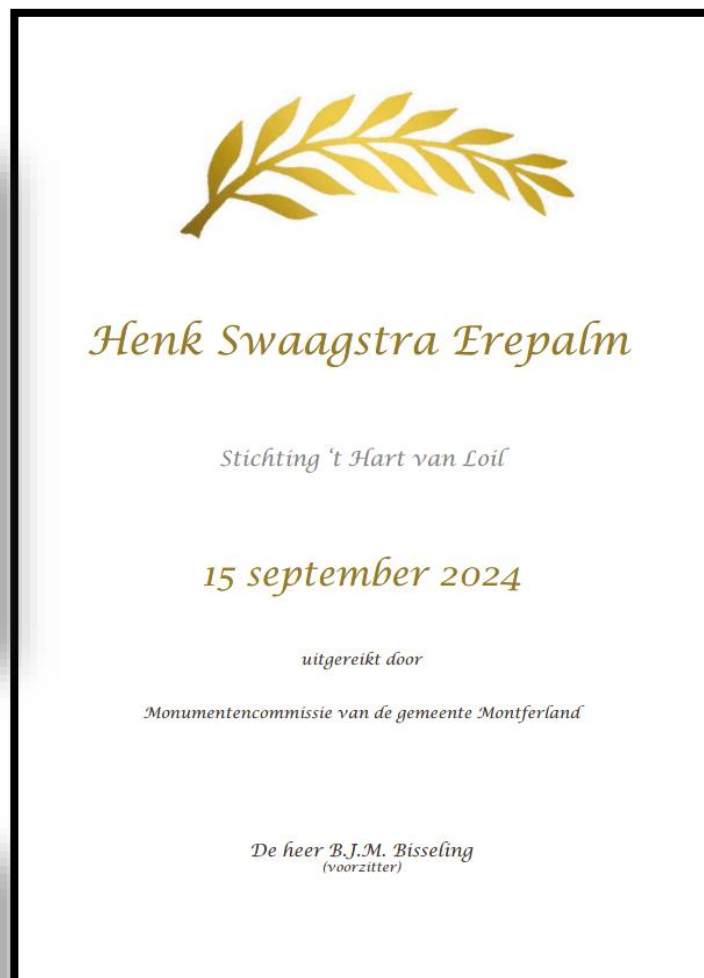 Henk Swaagstra Erepalm
Stichting ‘t Hart van Loil
15 september 2024
uitgereikt door
Monumentencommissie van de gemeente Montferland
De heer B.J.M. Bisseling
(voorzitter)